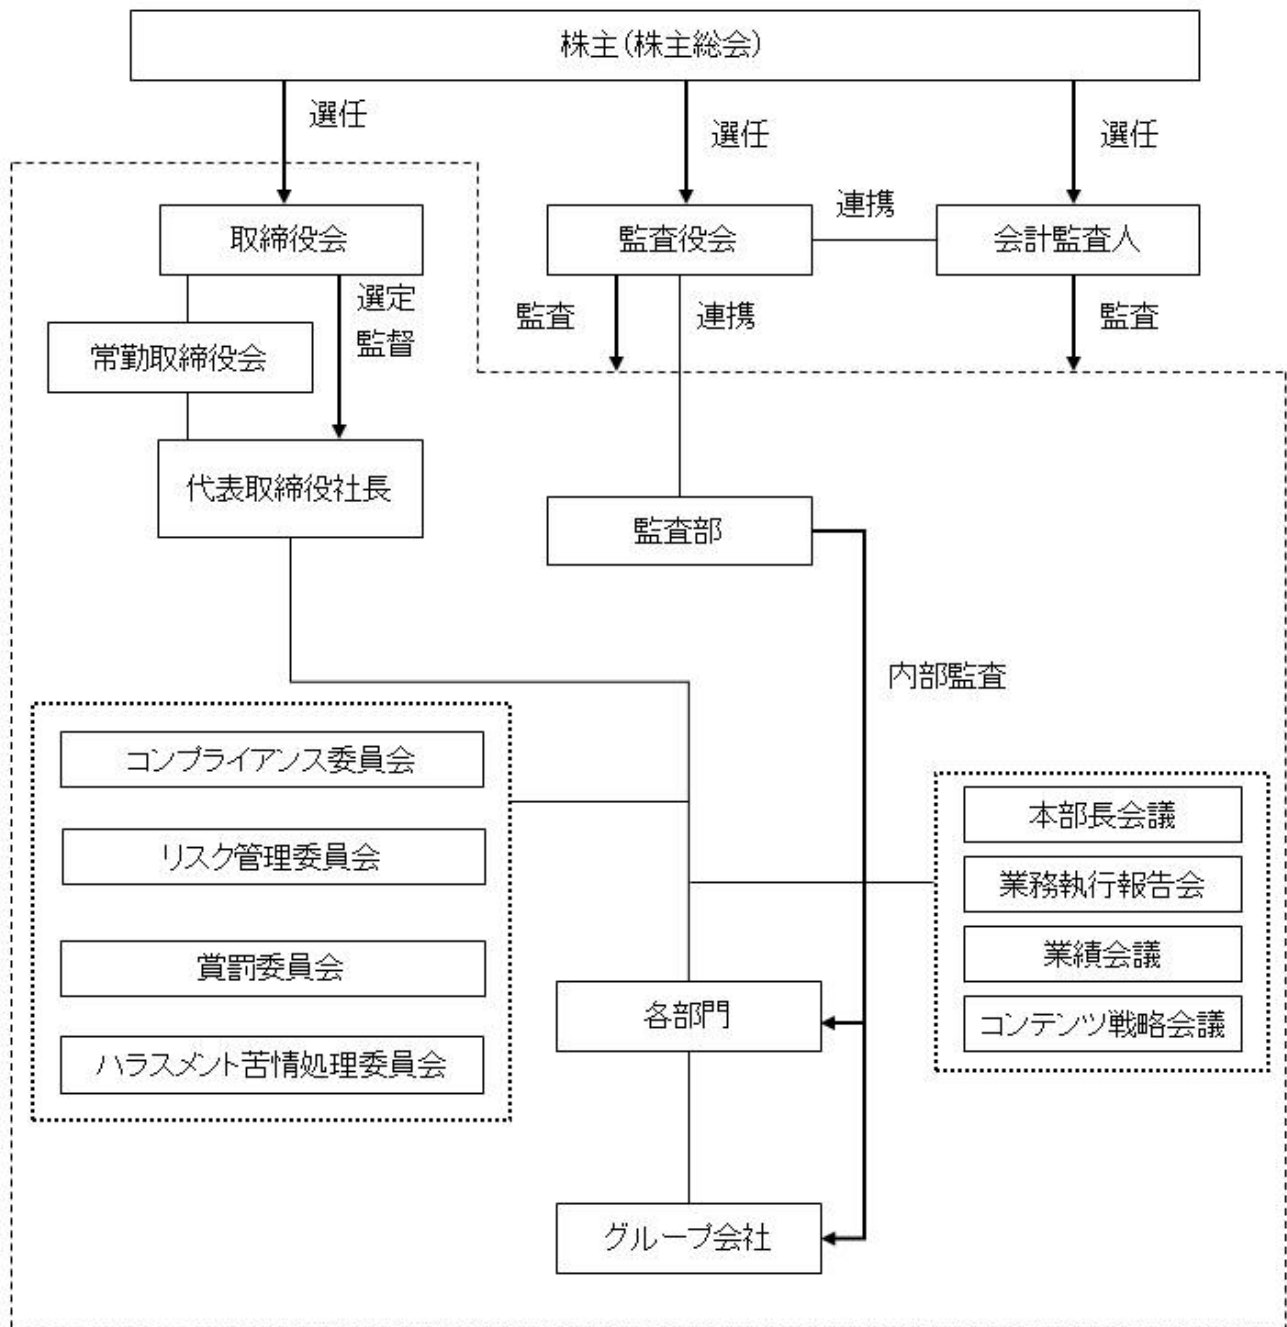 株主(株主総会)
選任
選任
選任
取締役会
監査役会
連携
会計監査人
選定
監督
監査
連携
監査
常勤取締役会
代表取締役社長
監査部
内部監査
コンプライアンス委員会
リスク管理委員会
賞罰委員会
ハラスメント苦情処理委員会
本部長会議
業務執行報告会
業績会議
コンテンツ戦略会議
各部門
グループ会社